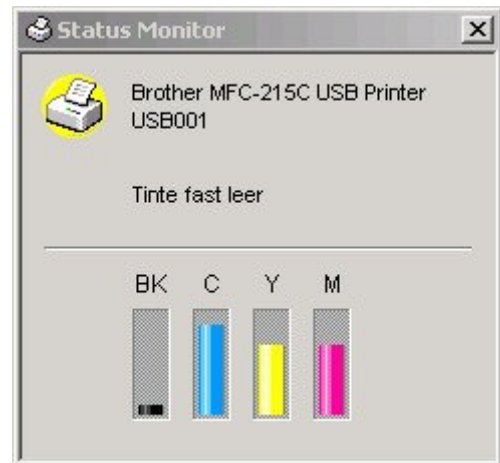 Status Monitor
Brother MFC-215C USB Printer
USB001
Tinte fast leer
BK C Y M